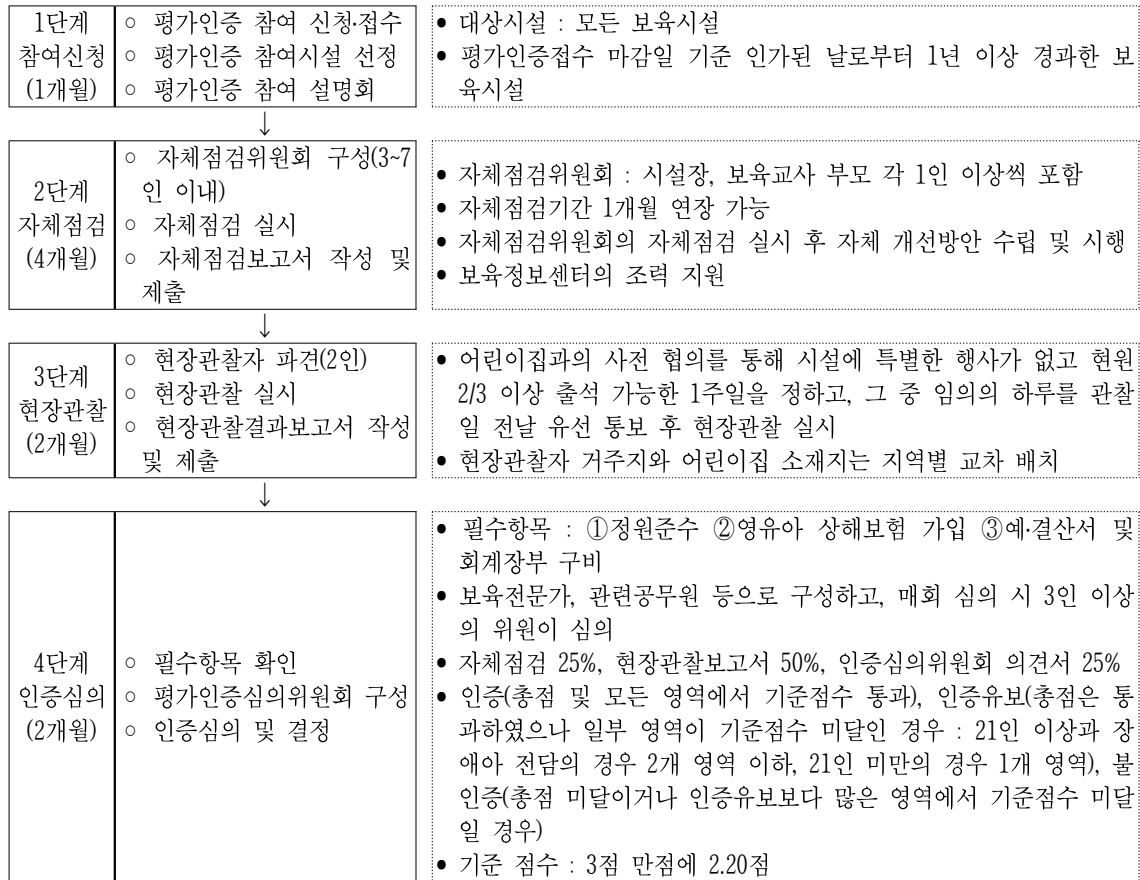 1단계
참여신청
(1개월)
○ 평가인증 참여 신청·접수
○ 평가인증 참여시설 선정
○ 평가인증 참여 설명회
• 대상시설 : 모든 보육시설
• 평가인증접수 마감일 기준 인가된 날로부터 1년 이상 경과한 보
육시설
↓
2단계
자체점검
(4개월)
○ 자체점검위원회 구성(3~7
인 이내)
○ 자체점검 실시
○ 자체점검보고서 작성 및
제출
• 자체점검위원회 : 시설장, 보육교사 부모 각 1인 이상씩 포함
• 자체점검기간 1개월 연장 가능
• 자체점검위원회의 자체점검 실시 후 자체 개선방안 수립 및 시행
• 보육정보센터의 조력 지원
↓
3단계
현장관찰
(2개월)
○ 현장관찰자 파견(2인)
○ 현장관찰 실시
○ 현장관찰결과보고서 작성
및 제출
• 어린이집과의 사전 협의를 통해 시설에 특별한 행사가 없고 현원
2/3 이상 출석 가능한 1주일을 정하고, 그 중 임의의 하루를 관찰
일 전날 유선 통보 후 현장관찰 실시
• 현장관찰자 거주지와 어린이집 소재지는 지역별 교차 배치
↓
4단계
인증심의
(2개월)
○ 필수항목 확인
○ 평가인증심의위원회 구성
○ 인증심의 및 결정
• 필수항목 : ①정원준수 ②영유아 상해보험 가입 ③예·결산서 및
회계장부 구비
• 보육전문가, 관련공무원 등으로 구성하고, 매회 심의 시 3인 이상
의 위원이 심의
• 자체점검 25%, 현장관찰보고서 50%, 인증심의위원회 의견서 25%
• 인증(총점 및 모든 영역에서 기준점수 통과), 인증유보(총점은 통
과하였으나 일부 영역이 기준점수 미달인 경우 : 21인 이상과 장
애아 전담의 경우 2개 영역 이하, 21인 미만의 경우 1개 영역), 불
인증(총점 미달이거나 인증유보보다 많은 영역에서 기준점수 미달
일 경우)
• 기준 점수 : 3점 만점에 2.20점